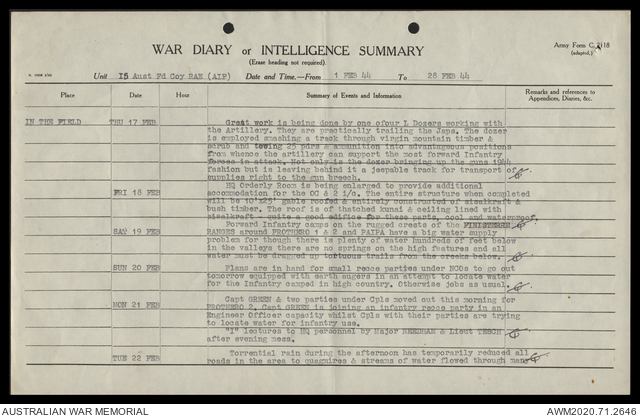 WAR DIARY or INTELLIGENCE SUMMARY
(Erase heading not required).
Army Form C. 2118
(adapted.)
Unit 15 Aust Fd Coy RAE (AIF) Date and Time.—From 1 FEB 44 To 28 FEB 44
Place Date Hour Summary of Events and Information Remarks and references to
Appendices, Diaries, &c.
IN THE FIELD THU 17 FEB Great work is being done by one of our L Dozers working with
the Artillery. They are practically trailing the Japs. The dozer
is employed smashing a track through virgin mountain timber &
scrub and towing 25 pdrs & ammunition into advantageous positions
from whence the artillery can support the most forward Infantry
forces in attack. Not only is the dozer bringing up the guns 1944
fashion but is leaving behind it a jeepable track for transport of
supplies right to the gun breech.
FRI 18 FEB HQ Orderly Room is being enlarged to provide additional
accommodation for the OC & 2 i/c. The entire structure when completed
will be 10'X25' gable roofed & entirely constructed of sisalkraft &
bush timber. The roof is of thatched kunai & ceiling lined with
sisalkraft - quite a good edifice for these parts, cool and waterproof.
SAT 19 FEB Forward Infantry camps on the rugged crests of the FINISTERRE
RANGES around PROTHERO 1 & 2 and FAIPA have a big water supply
problem for though there is plenty of water hundreds of feet below
in the valleys there are no springs on the high features and all
water must be dragged up tortuous trails from the creeks below.
SUN 20 FEB Plans are in hand for small recce parties under NCOs to go out
tomorrow equipped with earth augers in an attempt to locate water
for the Infantry camped in high country. Otherwise jobs as usual.
MON 21 FEB Capt GREEN & two parties under Cpls moved out this morning for
PROTHERO 2. Capt GREEN is joining an infantry recce party in an
Engineer Officer capacity whilst Cpls with their parties are trying
to locate water for infantry use.
"I" lectures to HQ personnel by Major NEEDHAM & Lieut TESCH
after evening mess.
TUE 22 FEB Torrential rain during the afternoon has temporarily reduced all
roads in the area to quagmires & streams of water flowed through many
AUSTRALIAN WAR MEMORIAL AWM2020.71.2646